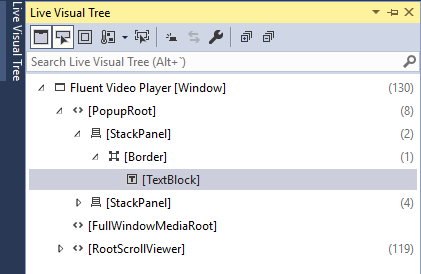 Live Visual Tree
Live Visual Tree
Search Live Visual Tree (Alt+`)
Fluent Video Player [Window] (130)
[PopupRoot] (8)
[StackPanel] (2)
[Border] (1)
[TextBlock]
[StackPanel] (4)
[FullWindowMediaRoot]
[RootScrollViewer] (119)